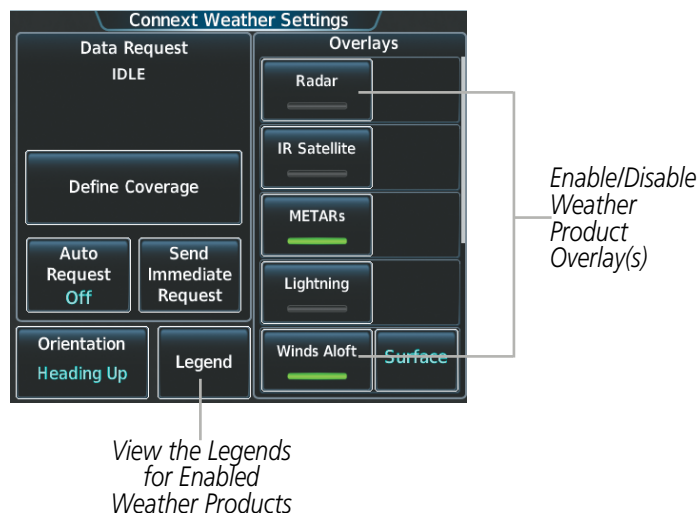 Connext Weather Settings
Data Request
IDLE
Define Coverage
Auto
Request
Off
Send
Immediate
Request
Orientation
Heading Up
Legend
Overlays
Radar
IR Satellite
METARs
Lightning
Winds Aloft
Surface
Enable/Disable
Weather
Product
Overlay(s)
View the Legends
for Enabled
Weather Products